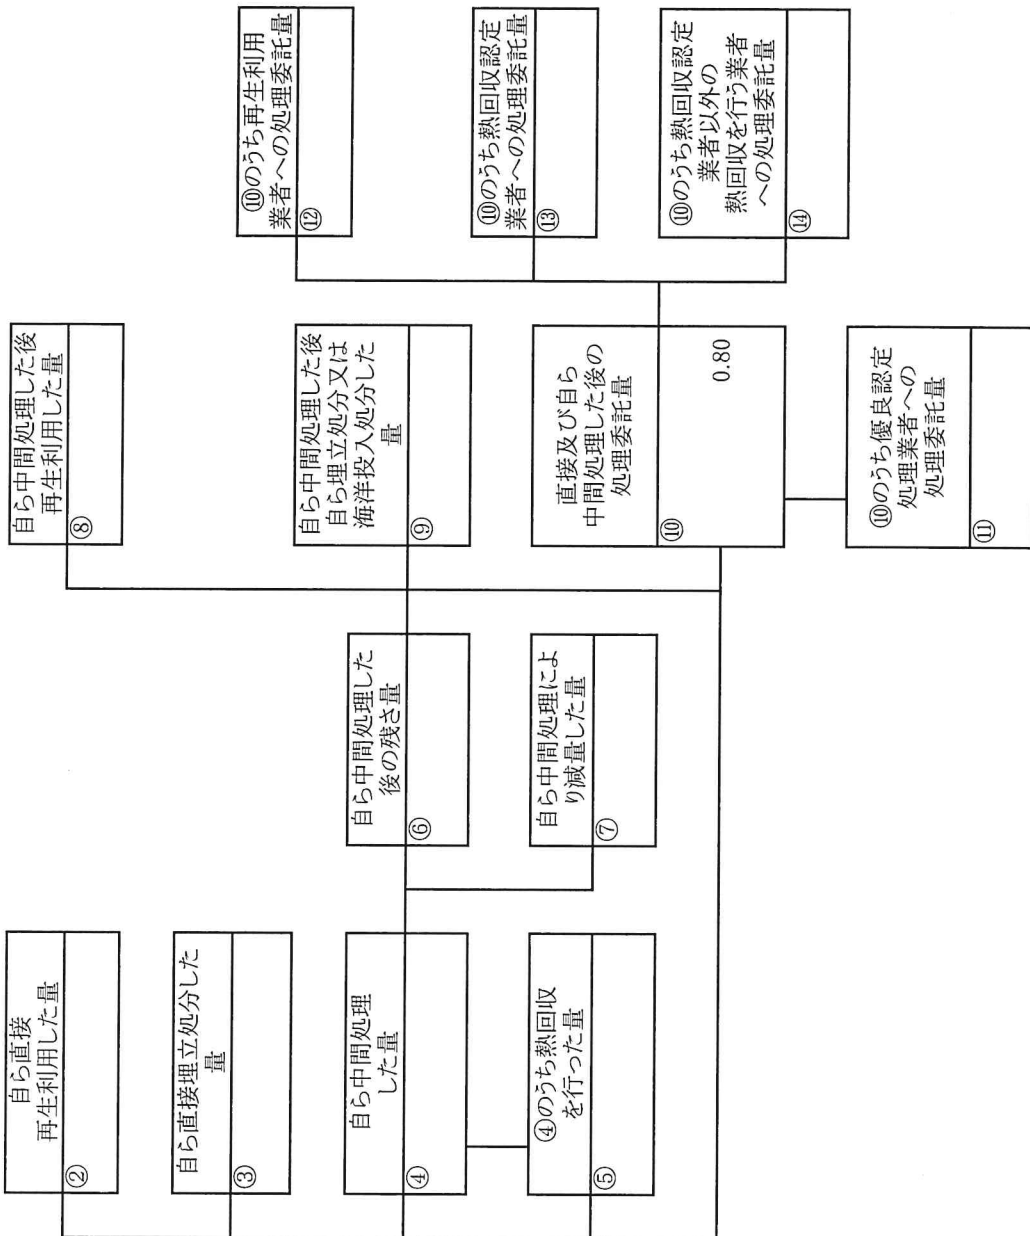 自ら直接
再生利用した量
②
自ら直接埋立処分した
量
③
自ら中間処理
した量
④
④のうち熱回収
を行った量
⑤
自ら中間処理した
後の残さ量
⑥
自ら中間処理によ
り減量した量
⑦
自ら中間処理した後
再生利用した量
⑧
自ら中間処理した後
自ら埋立処分又は
海洋投入処分した
量
⑨
直接及び自ら
中間処理した後の
処理委託量
⑩
0.80
⑩のうち優良認定
処理業者への
処理委託量
⑪
⑩のうち再生利用
業者への処理委託量
⑫
⑩のうち熱回収認定
業者への処理委託量
⑬
⑩のうち熱回収認定
業者以外の
熱回収を行う業者
への処理委託量
⑭